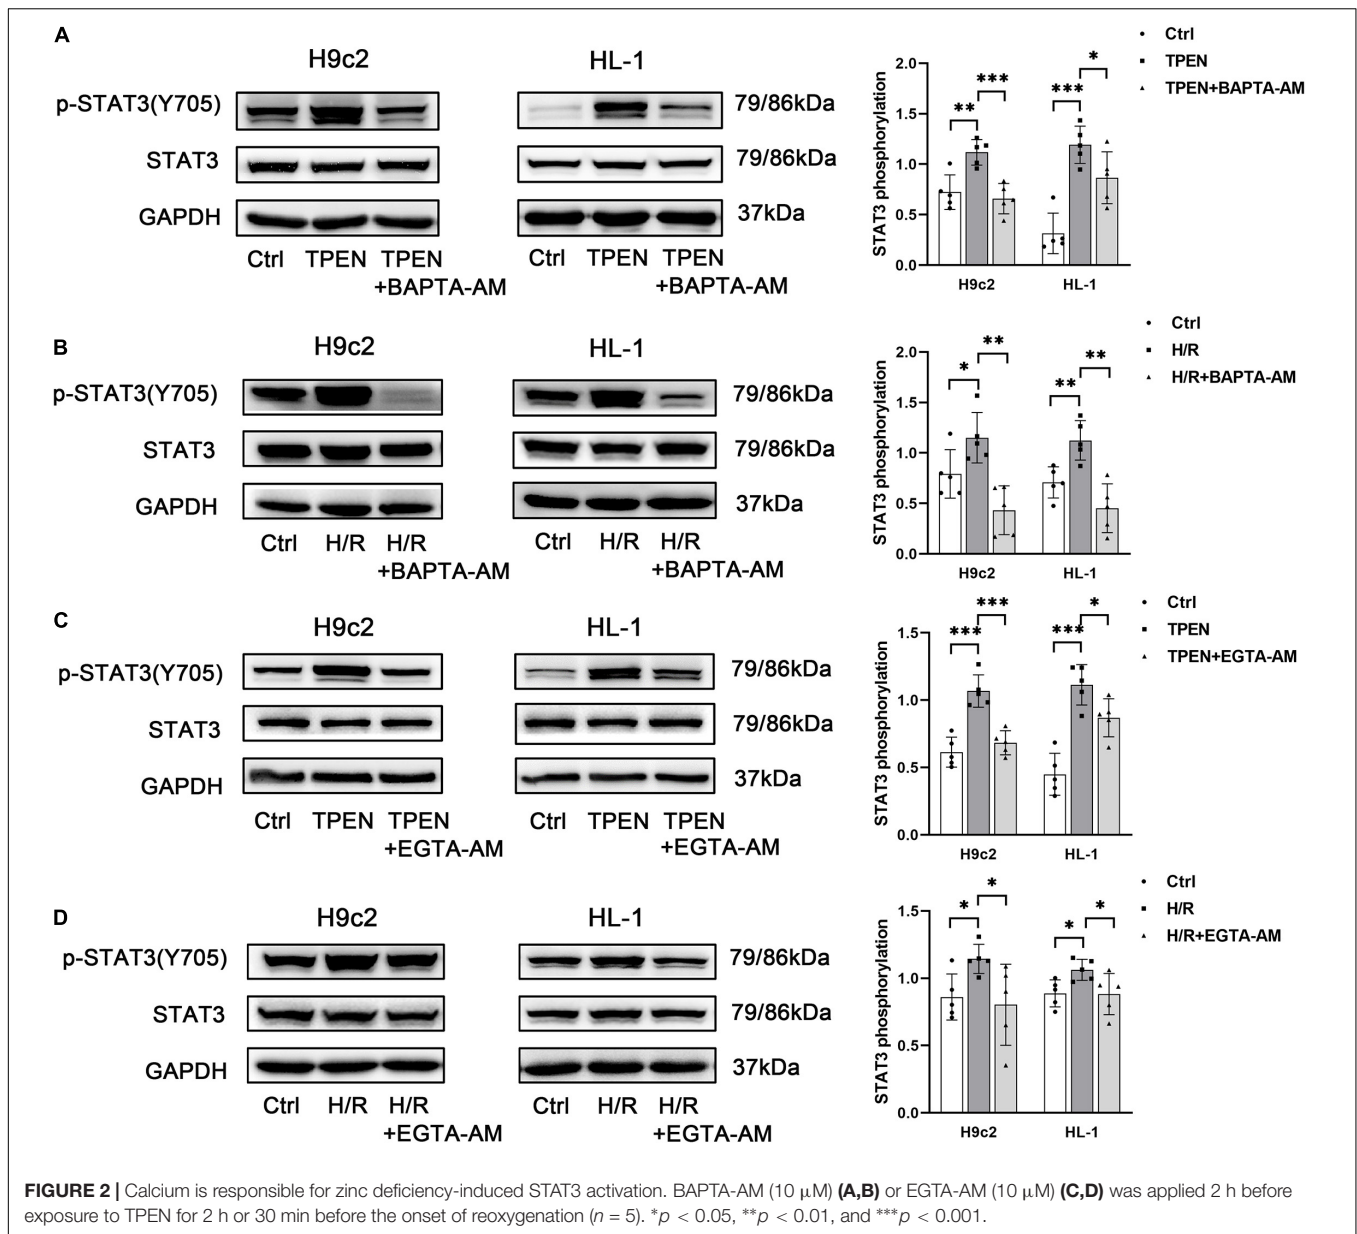 A
H9c2
HL-1
p-STAT3(Y705)
79/86kDa
STAT3
79/86kDa
GAPDH
37kDa
Ctrl TPEN TPEN
+BAPTA-AM
Ctrl TPEN TPEN
+BAPTA-AM
Ctrl
TPEN
TPEN+BAPTA-AM
STAT3 phosphorylation
2.0
1.5
1.0
0.5
0.0
** *** *** *
H9c2 HL-1
B
H9c2
HL-1
p-STAT3(Y705)
79/86kDa
STAT3
79/86kDa
GAPDH
37kDa
Ctrl H/R H/R
+BAPTA-AM
Ctrl H/R H/R
+BAPTA-AM
Ctrl
H/R
H/R+BAPTA-AM
STAT3 phosphorylation
2.0
1.5
1.0
0.5
0.0
* ** ** **
H9c2 HL-1
C
H9c2
HL-1
p-STAT3(Y705)
79/86kDa
STAT3
79/86kDa
GAPDH
37kDa
Ctrl TPEN TPEN
+EGTA-AM
Ctrl TPEN TPEN
+EGTA-AM
Ctrl
TPEN
TPEN+EGTA-AM
STAT3 phosphorylation
1.5
1.0
0.5
0.0
*** *** *** *
H9c2 HL-1
D
H9c2
HL-1
p-STAT3(Y705)
79/86kDa
STAT3
79/86kDa
GAPDH
37kDa
Ctrl H/R H/R
+EGTA-AM
Ctrl H/R H/R
+EGTA-AM
Ctrl
H/R
H/R+EGTA-AM
STAT3 phosphorylation
1.5
1.0
0.5
0.0
* * * *
H9c2 HL-1
FIGURE 2 | Calcium is responsible for zinc deficiency-induced STAT3 activation. BAPTA-AM (10 μM) (A,B) or EGTA-AM (10 μM) (C,D) was applied 2 h before
exposure to TPEN for 2 h or 30 min before the onset of reoxygenation (n = 5). *p < 0.05, **p < 0.01, and ***p < 0.001.